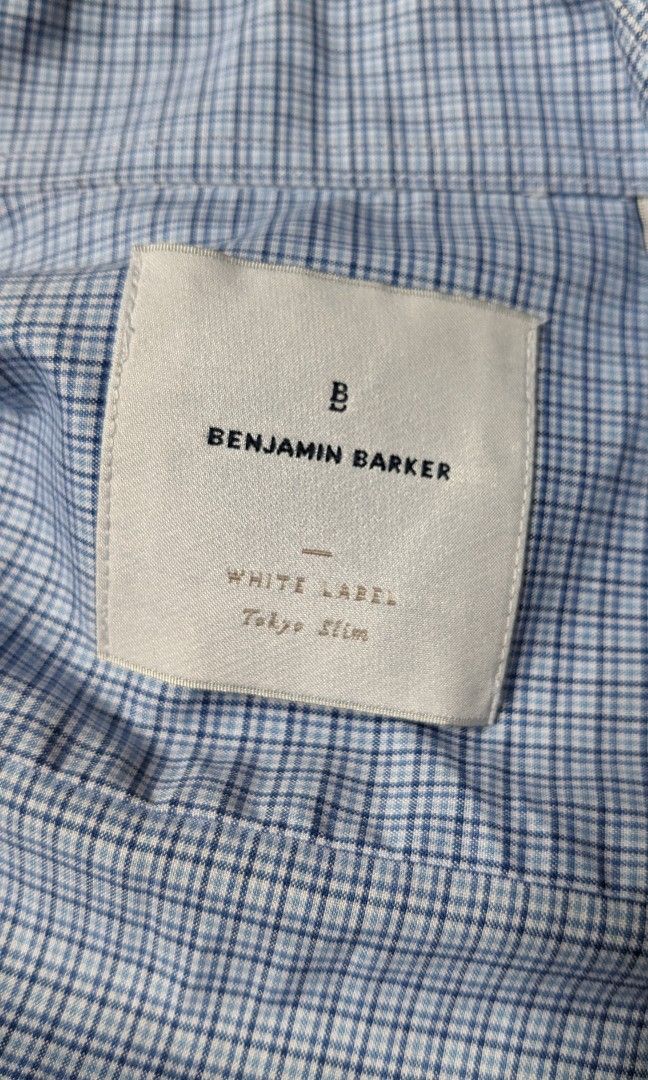 B
BENJAMIN BARKER
WHITE LABEL
Tokyo Slim